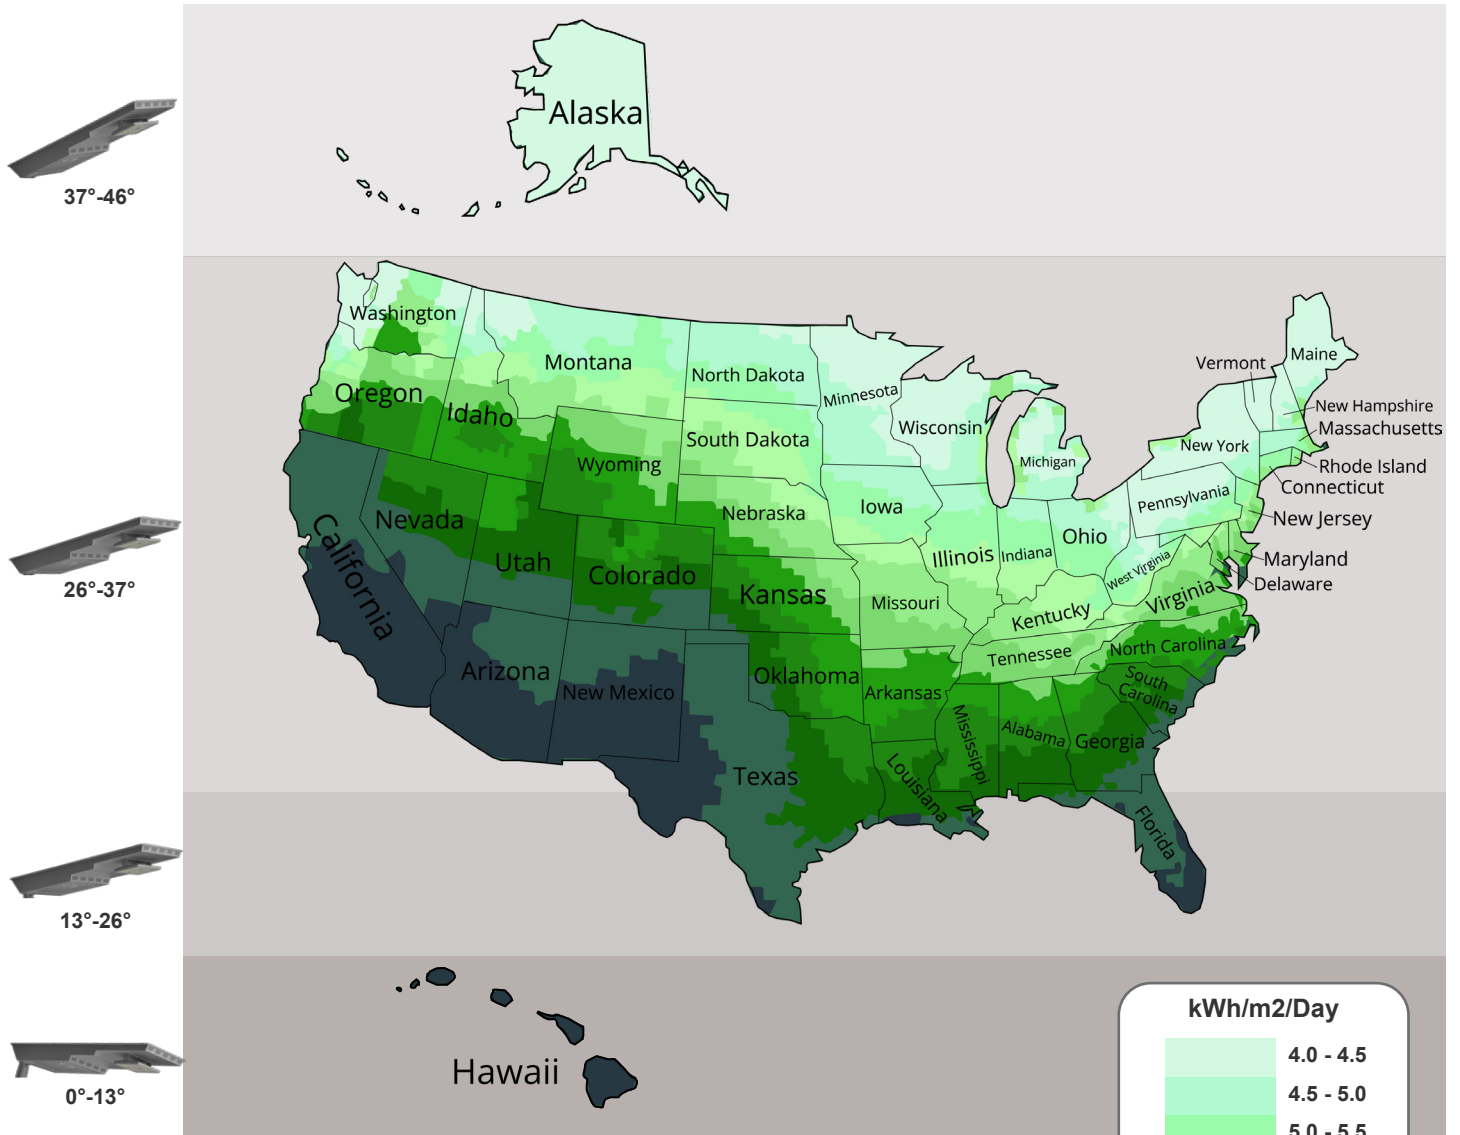 Alaska
37°-46°
Washington
Montana
North Dakota
Minnesota
Vermont
Maine
Oregon
Idaho
South Dakota
Wisconsin
Michigan
New York
New Hampshire
Massachusetts
Rhode Island
Connecticut
Wyoming
Nebraska
Iowa
Pennsylvania
New Jersey
Nevada
California
Utah
Colorado
Kansas
Illinois
Indiana
Ohio
West Virginia
Maryland
Delaware
26°-37°
Missouri
Kentucky
Virginia
Arizona
New Mexico
Oklahoma
Arkansas
Tennessee
North Carolina
South
Carolina
Texas
Louisiana
Mississippi
Alabama
Georgia
Florida
13°-26°
Hawaii
0°-13°
kWh/m2/Day
4.0 - 4.5
4.5 - 5.0
5.0 - 5.5